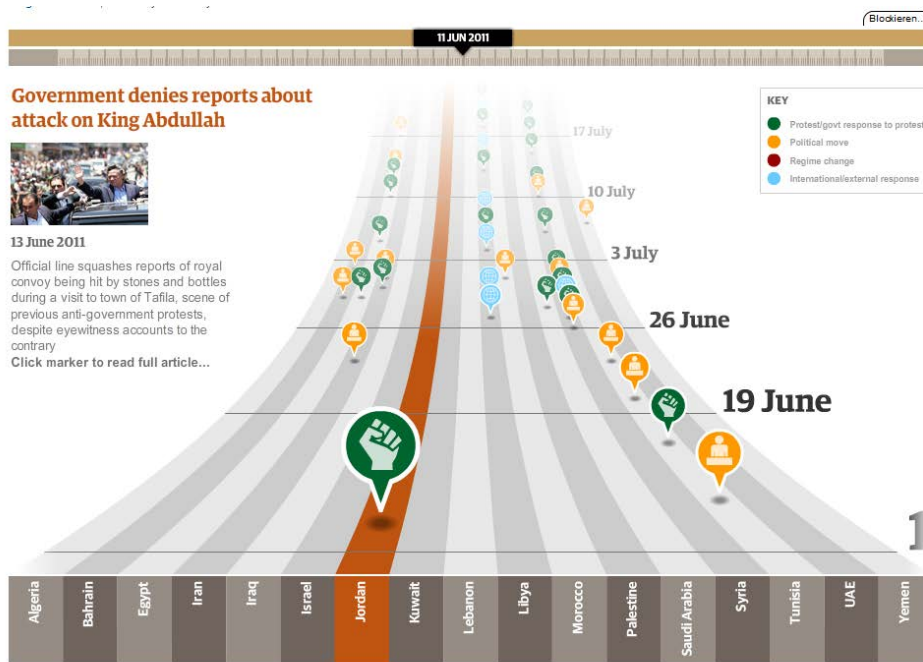 Blockieren...
11 JUN 2011
Government denies reports about
attack on King Abdullah
13 June 2011
Official line squashes reports of royal
convoy being hit by stones and bottles
during a visit to town of Tafila, scene of
previous anti-government protests,
despite eyewitness accounts to the
contrary
Click marker to read full article...
KEY
Protest/govt response to protest
Political move
Regime change
International/external response
17 July
10 July
3 July
26 June
19 June
1
Algeria
Bahrain
Egypt
Iran
Iraq
Israel
Jordan
Kuwait
Lebanon
Libya
Morocco
Palestine
Saudi Arabia
Syria
Tunisia
UAE
Yemen